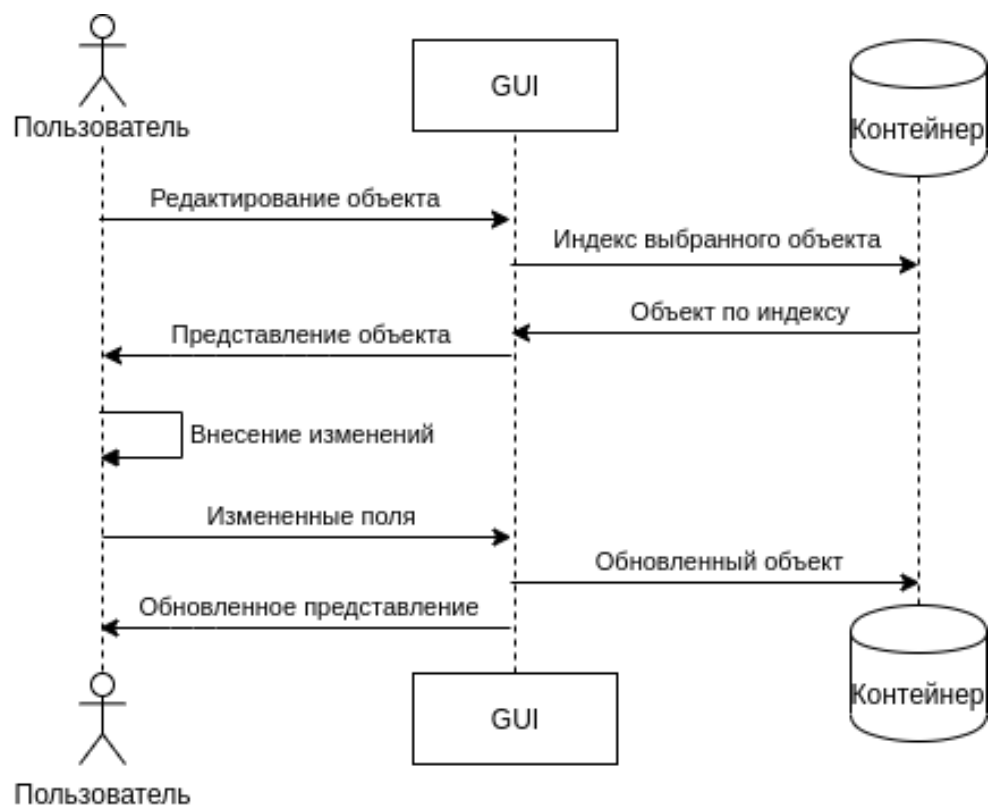 Пользователь
GUI
Контейнер
Редактирование объекта
Индекс выбранного объекта
Объект по индексу
Представление объекта
Внесение изменений
Измененные поля
Обновленный объект
Обновленное представление
Пользователь
GUI
Контейнер